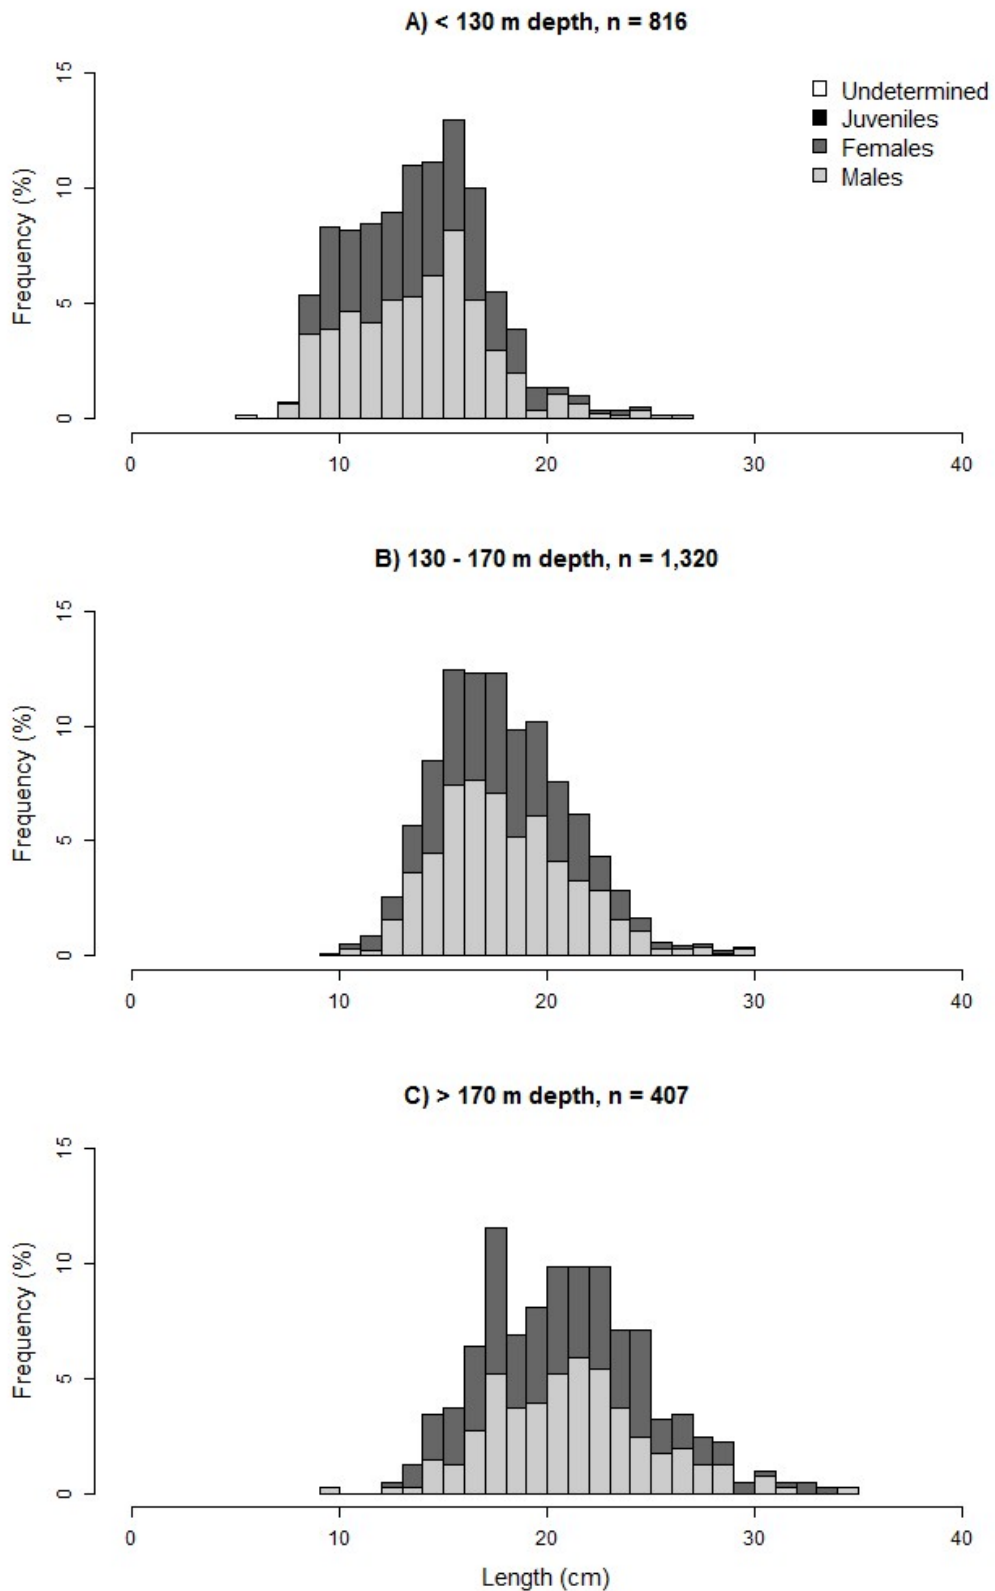 A) < 130 m depth, n = 816
Undetermined
Juveniles
Females
Males
Frequency (%)
0 5 10 15
0 10 20 30 40
B) 130 - 170 m depth, n = 1,320
Frequency (%)
0 5 10 15
0 10 20 30 40
C) > 170 m depth, n = 407
Frequency (%)
0 5 10 15
0 10 20 30 40
Length (cm)